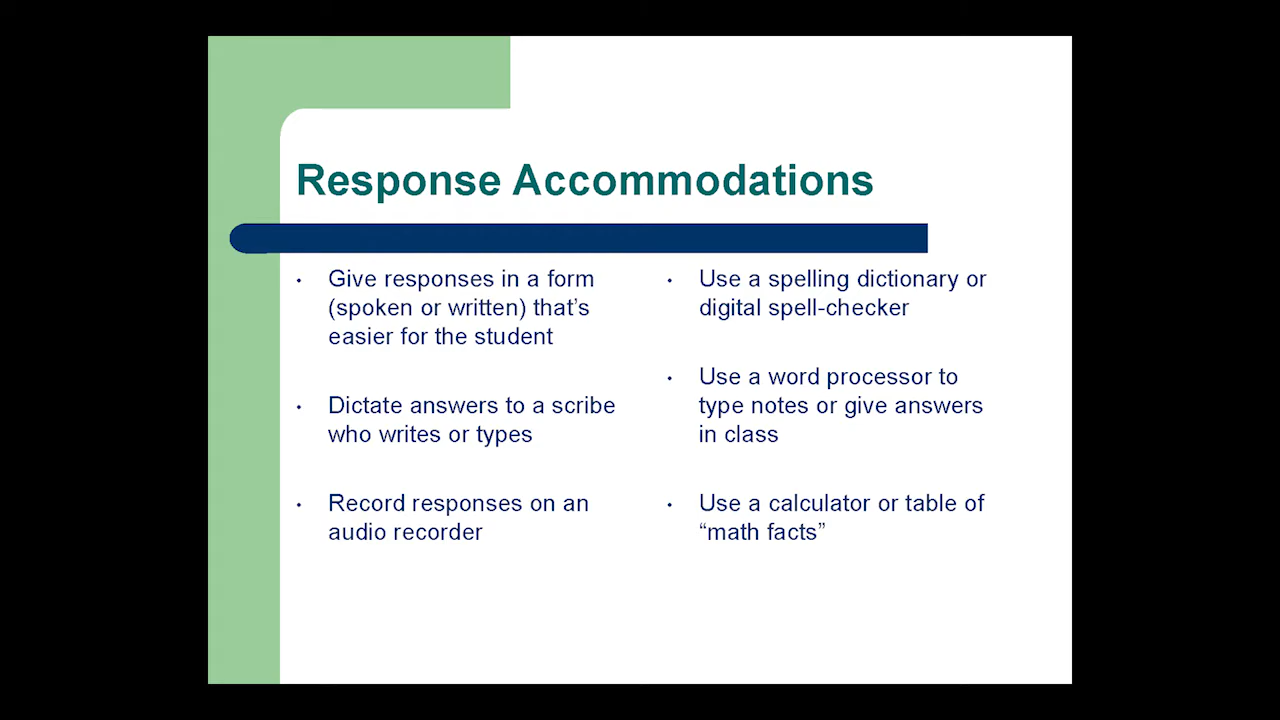 Response Accommodations
• Give responses in a form
(spoken or written) that’s
easier for the student
• Dictate answers to a scribe
who writes or types
• Record responses on an
audio recorder
• Use a spelling dictionary or
digital spell-checker
• Use a word processor to
type notes or give answers
in class
• Use a calculator or table of
“math facts”